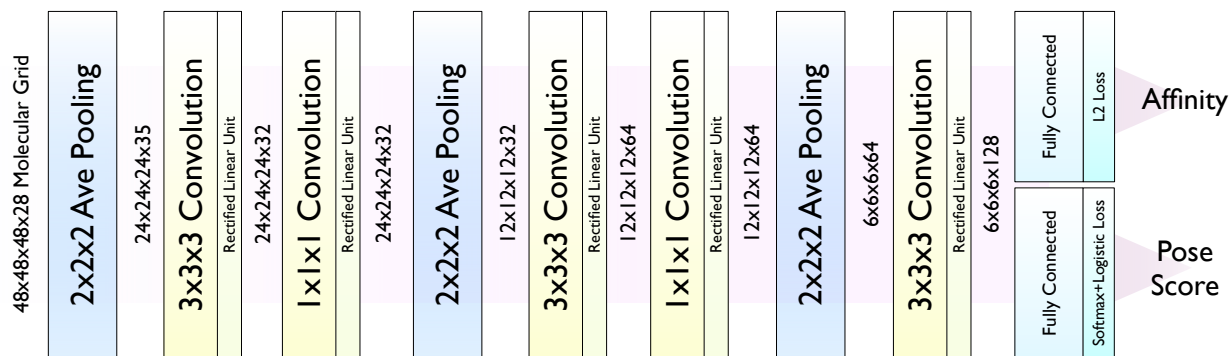 48x48x48x28 Molecular Grid
2x2x2 Ave Pooling
24x24x24x35
3x3x3 Convolution
Rectified Linear Unit
24x24x24x32
1x1x1 Convolution
Rectified Linear Unit
24x24x24x32
2x2x2 Ave Pooling
12x12x12x32
3x3x3 Convolution
Rectified Linear Unit
12x12x12x64
1x1x1 Convolution
Rectified Linear Unit
12x12x12x64
2x2x2 Ave Pooling
6x6x6x64
3x3x3 Convolution
Rectified Linear Unit
6x6x6x128
Fully Connected
L2 Loss
Affinity
Fully Connected
Softmax+Logistic Loss
Pose
Score